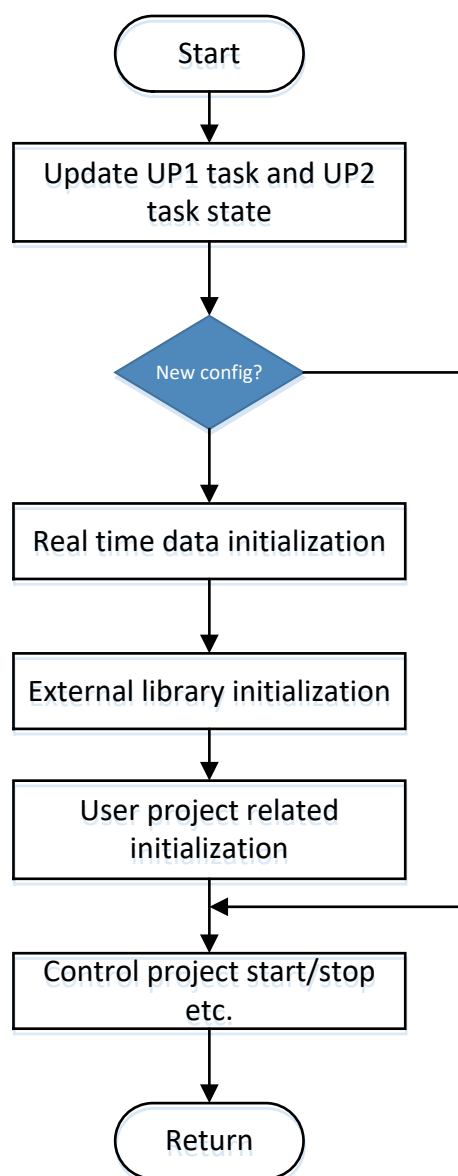 Start
Update UP1 task and UP2
task state
New config?
Real time data initialization
External library initialization
User project related
initialization
Control project start/stop
etc.
Return